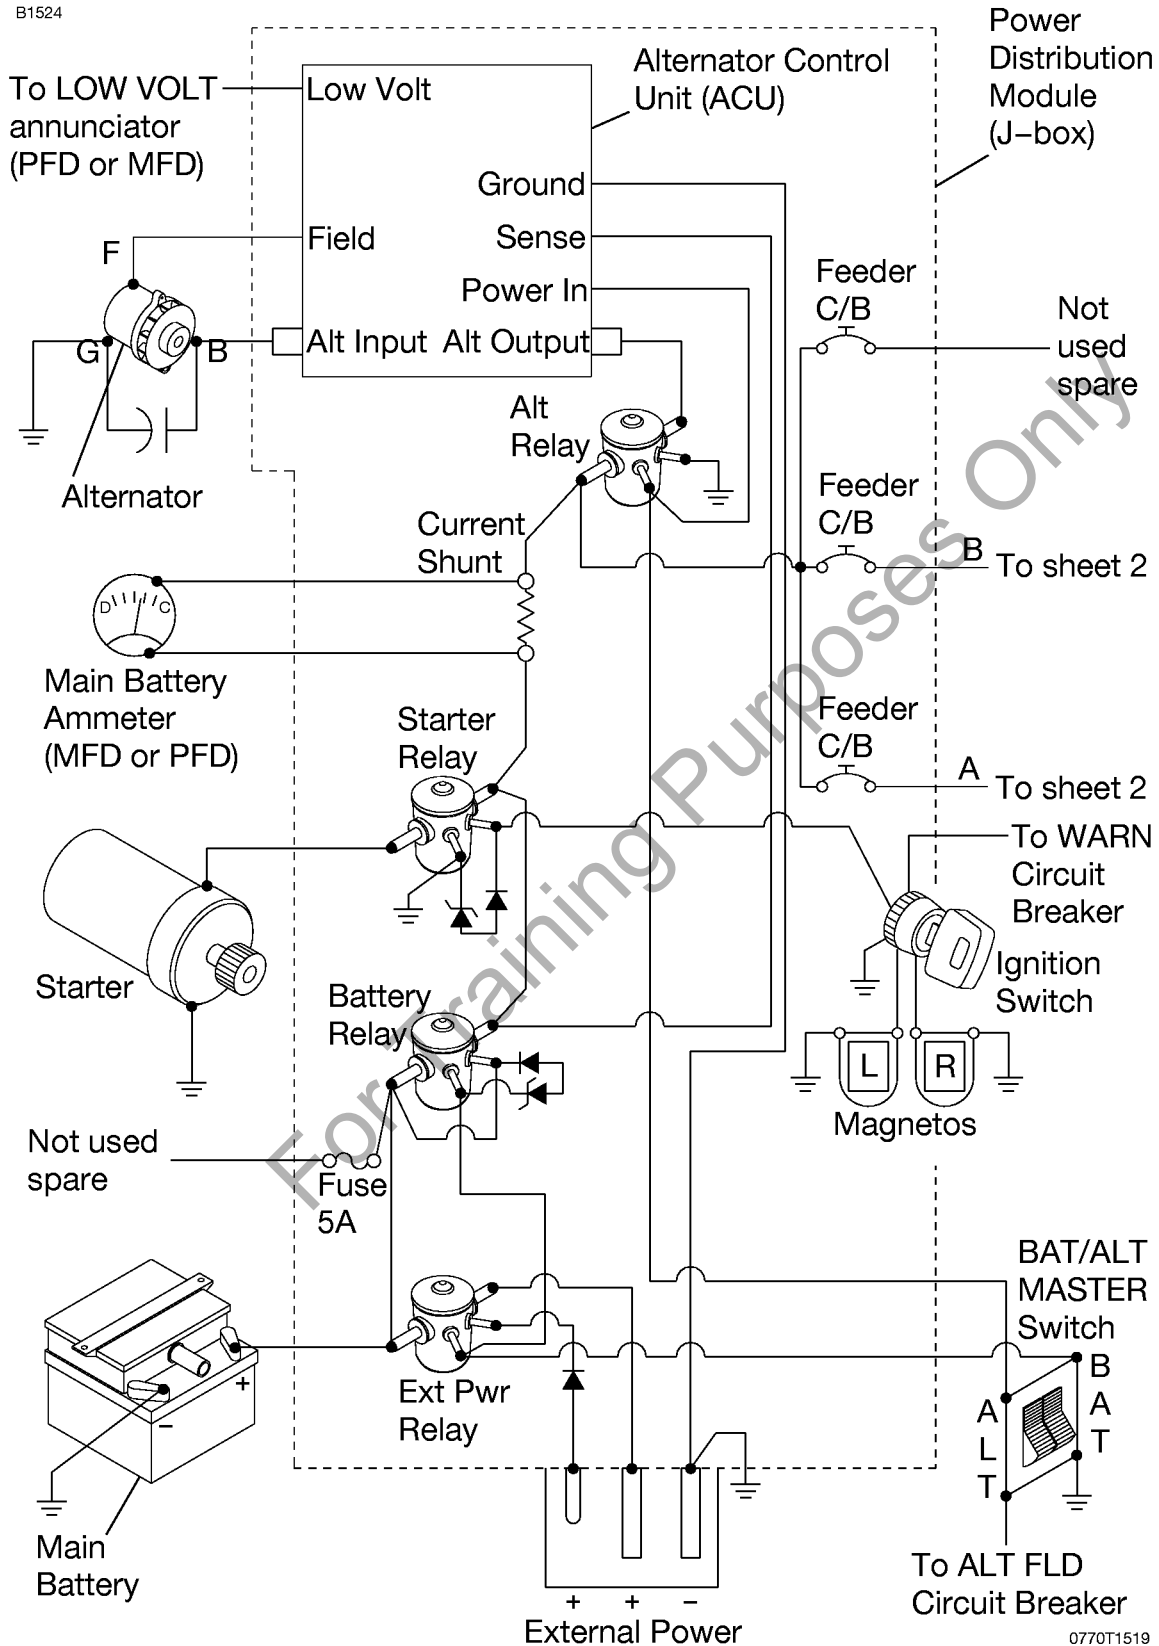 B1524
Power
Distribution
Module
(J-box)
Alternator Control
Unit (ACU)
To LOW VOLT
annunciator
(PFD or MFD)
Low Volt
Ground
Field
Sense
Power In
Alt Input
Alt Output
F
G
B
Alternator
Alt
Relay
Feeder
C/B
Not
used
spare
Feeder
C/B
B
To sheet 2
Current
Shunt
D
C
Main Battery
Ammeter
(MFD or PFD)
Feeder
C/B
A
To sheet 2
Starter
Relay
To WARN
Circuit
Breaker
Ignition
Switch
Starter
Battery
Relay
L
R
Magnetos
Not used
spare
Fuse
5A
BAT/ALT
MASTER
Switch
B
A
T
A
L
T
Ext Pwr
Relay
+
−
Main
Battery
To ALT FLD
Circuit Breaker
+
+
−
External Power
0770T1519
For Training Purposes Only